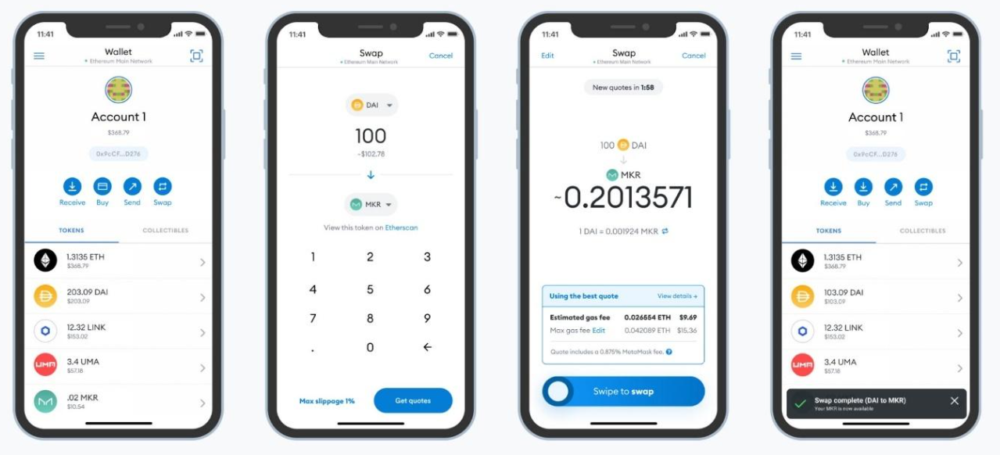 11:41
Wallet
Ethereum Main Network
Account 1
$368.79
0x9cCF...D276
Receive Buy Send Swap
TOKENS COLLECTIBLES
1.3135 ETH
$368.79
203.09 DAI
$203.09
12.32 LINK
$153.02
UMA
3.4 UMA
$57.18
.02 MKR
$10.54
11:41
Swap
Ethereum Main Network
Cancel
DAI
100
~$102.78
MKR
View this token on Etherscan
1 2 3
4 5 6
7 8 9
. 0
Max slippage 1%
Get quotes
11:41
Edit
Swap
Ethereum Main Network
Cancel
New quotes in 1:58
100 DAI
MKR
~0.2013571
1 DAI = 0.001924 MKR
Using the best quote View details
Estimated gas fee 0.026554 ETH $9.69
Max gas fee Edit 0.042089 ETH $15.36
Quote includes a 0.875% MetaMask fee. ?
Swipe to swap
11:41
Wallet
Ethereum Main Network
Account 1
$368.79
0x9cCF...D276
Receive Buy Send Swap
TOKENS COLLECTIBLES
1.3135 ETH
$368.79
103.09 DAI
$103.09
12.32 LINK
$153.02
UMA
3.4 UMA
$57.18
Swap complete (DAI to MKR)
Your MKR is now available